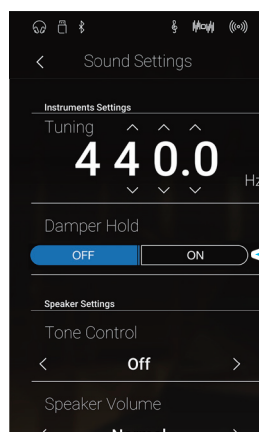 Sound Settings
Instruments Settings
Tuning
440.0
Hz
Damper Hold
OFF ON
Speaker Settings
Tone Control
Off
Speaker Volume